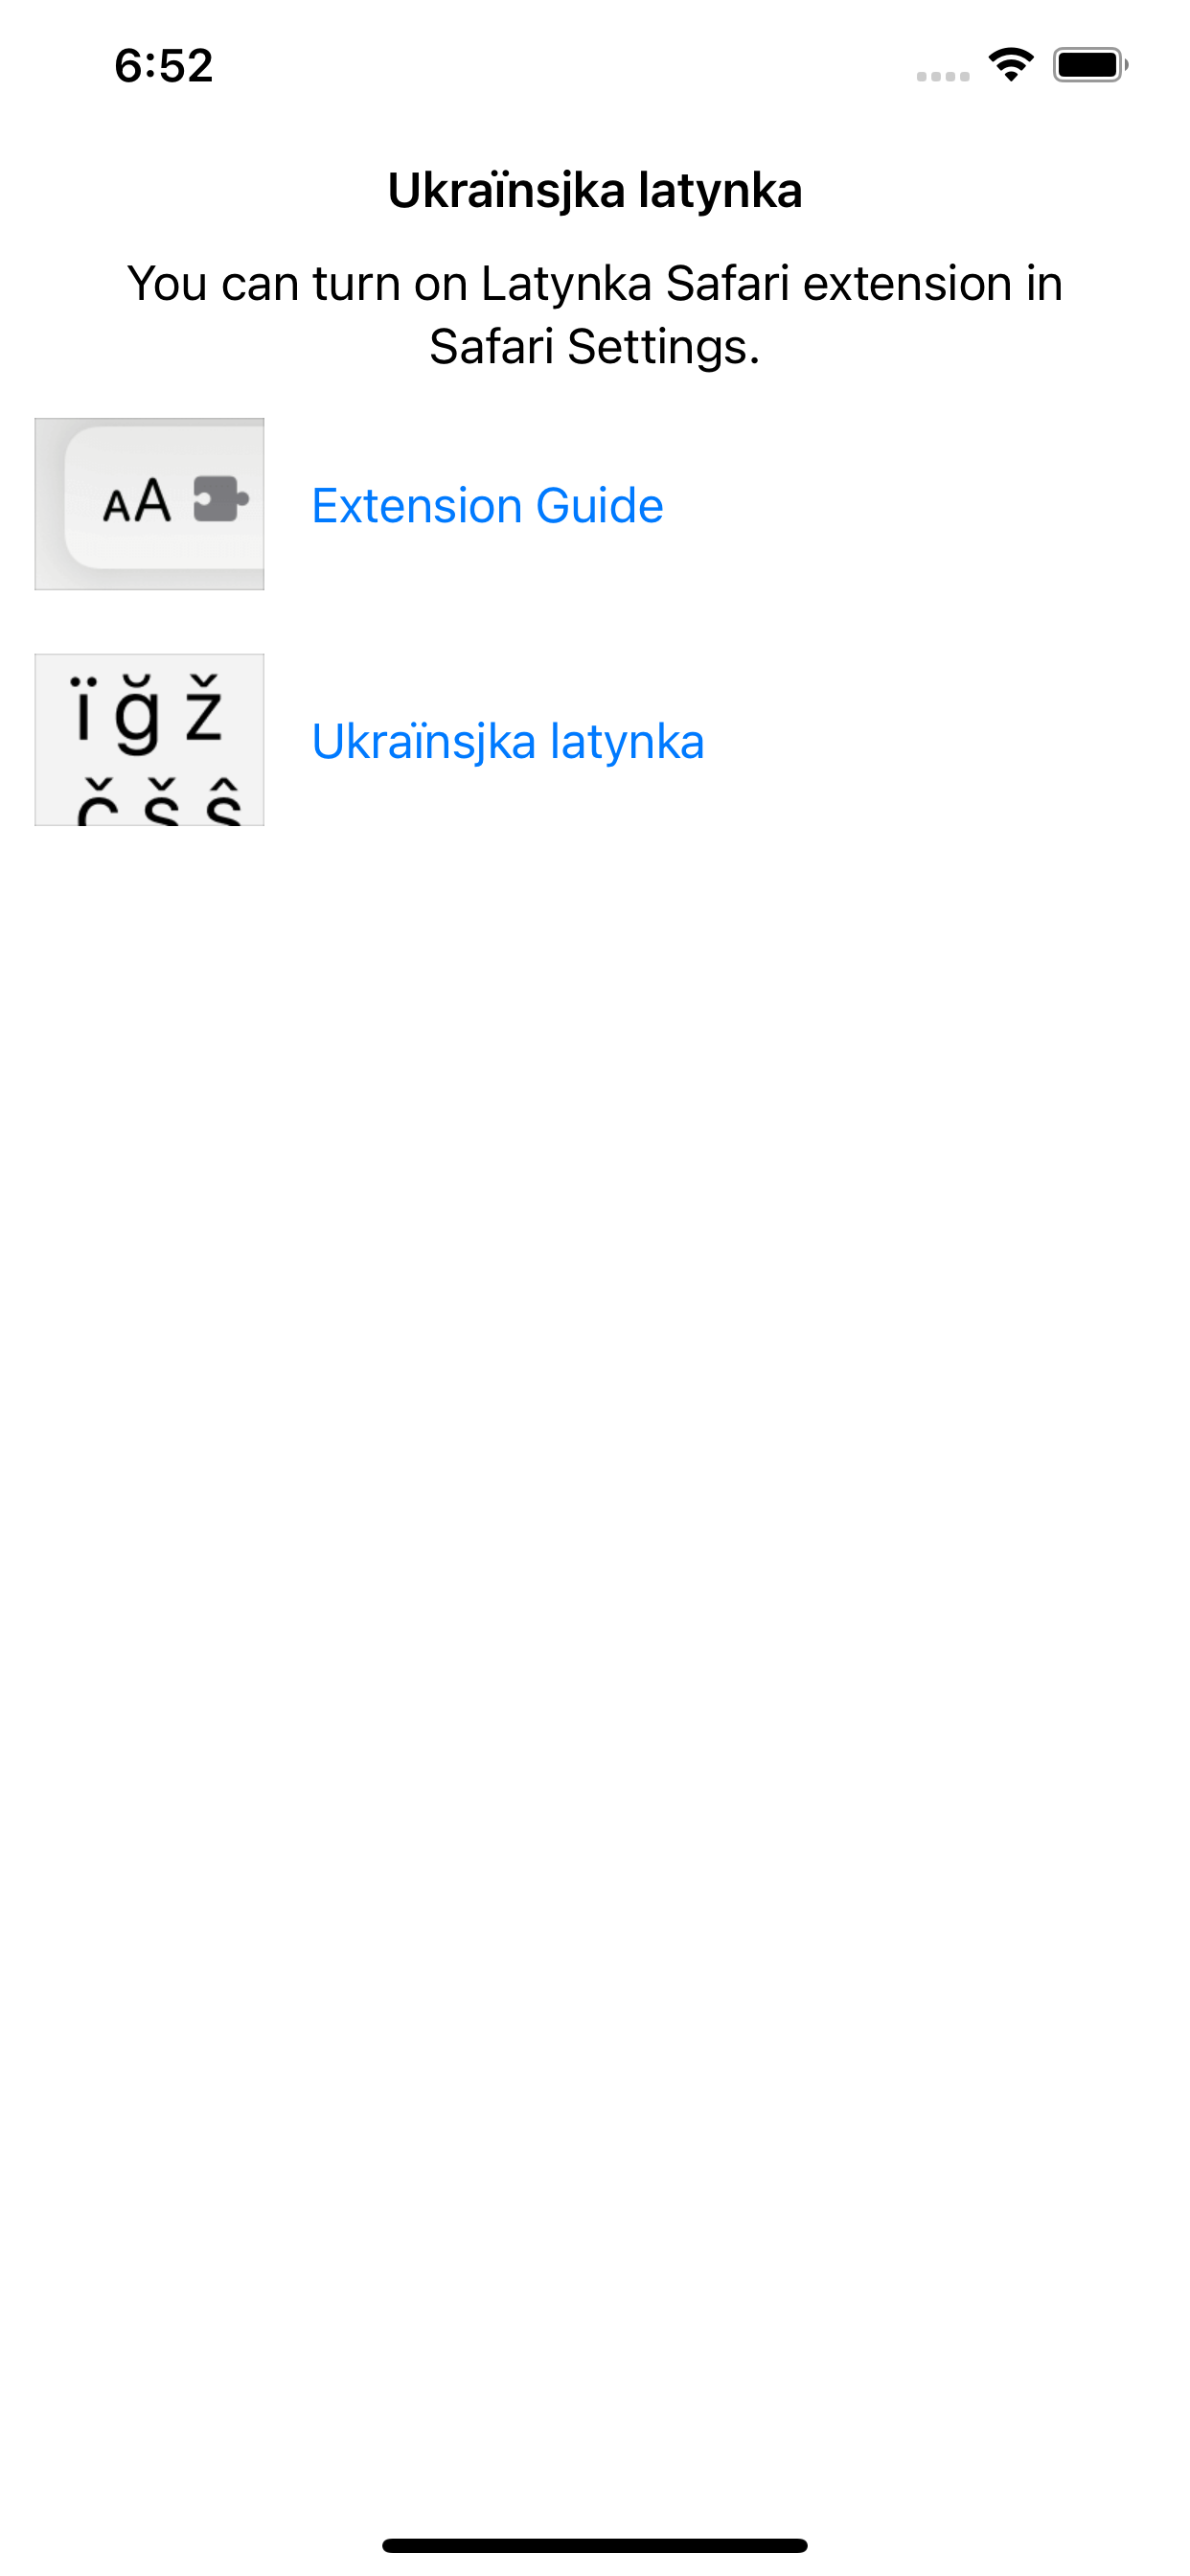 6:52
Ukraïnsjka latynka
You can turn on Latynka Safari extension in
Safari Settings.
AA
Extension Guide
ï ğ ž
č š ŝ
Ukraïnsjka latynka